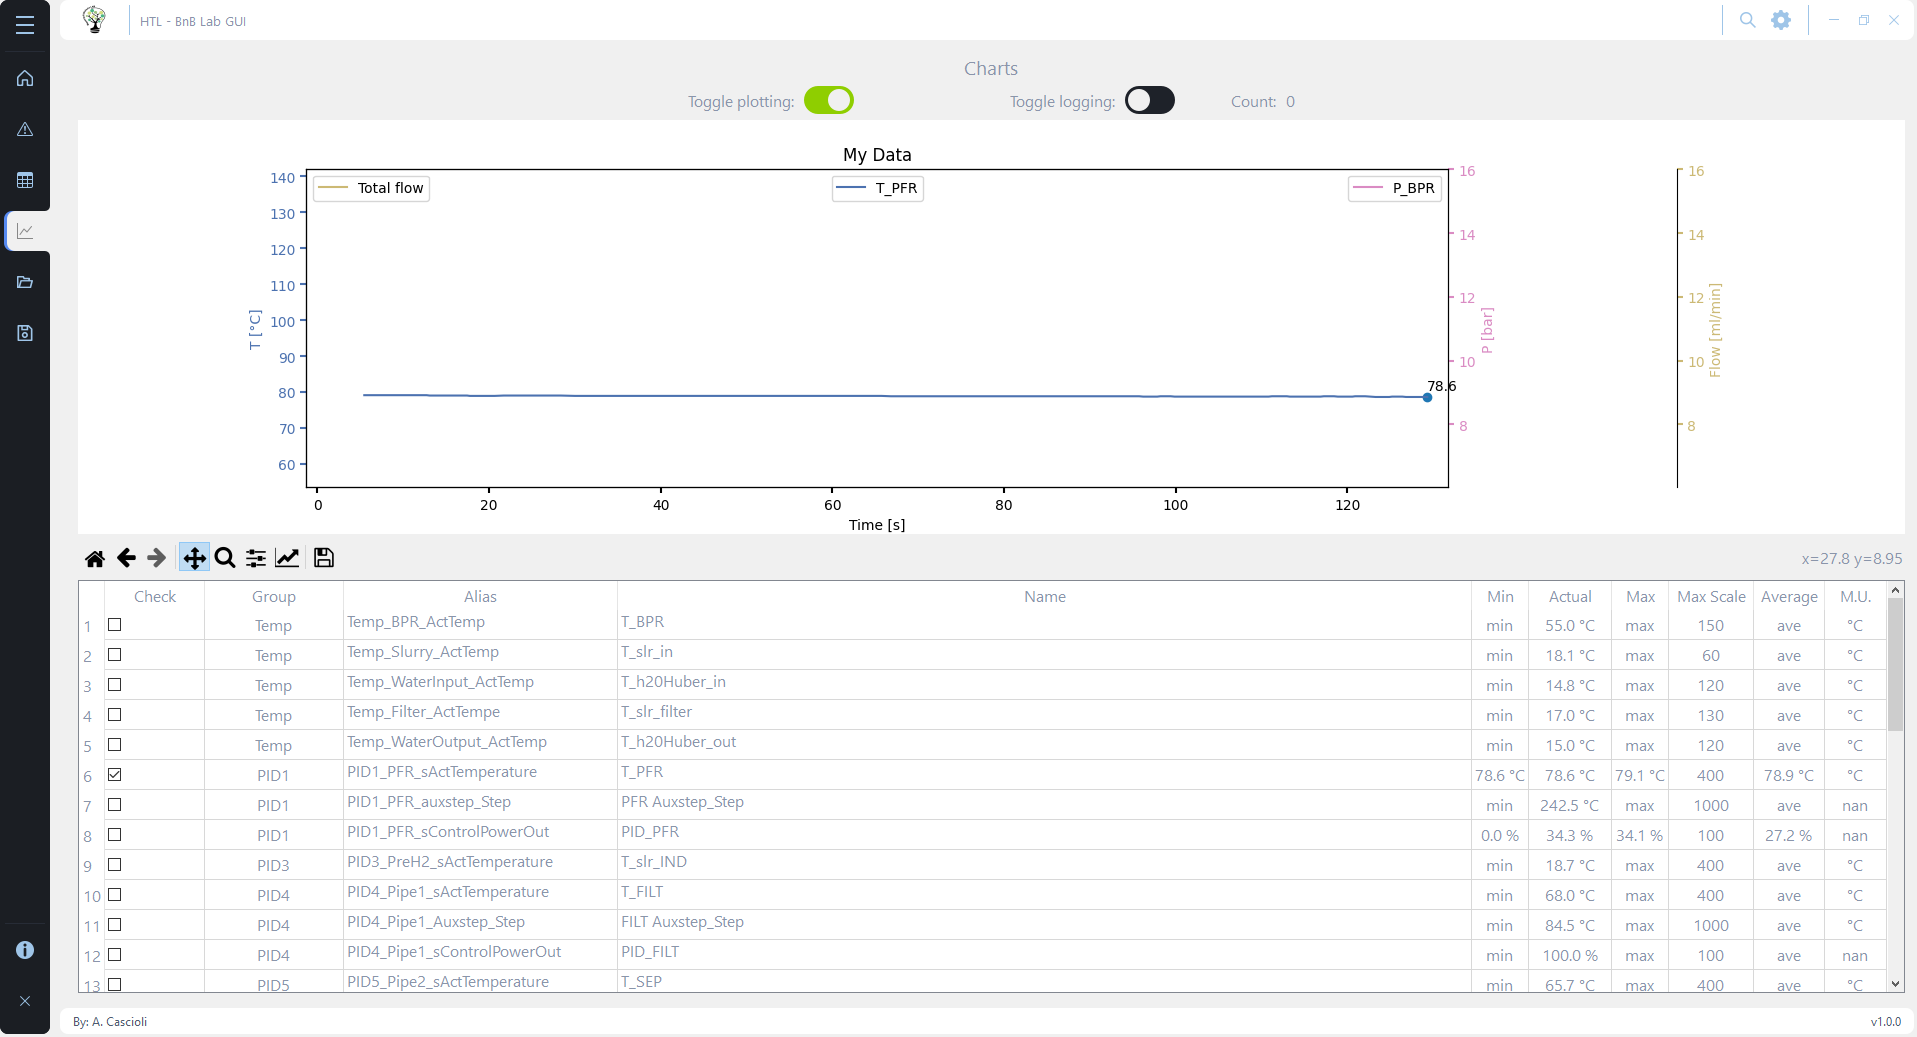 HTL - BnB Lab GUI
Charts
Toggle plotting: Toggle logging: Count: 0
My Data
Total flow T_PFR P_BPR
140 16 16
130
120 14 14
110
100 12 12
90
80 10 10
70 8 8
60
T [°C]
P [bar]
Flow [ml/min]
78.6
0 20 40 60 80 100 120
Time [s]
x=27.8 y=8.95
Check Group Alias Name Min Actual Max Max Scale Average M.U.
1 Temp Temp_BPR_ActTemp T_BPR min 55.0 °C max 150 ave °C
2 Temp Temp_Slurry_ActTemp T_slr_in min 18.1 °C max 60 ave °C
3 Temp Temp_WaterInput_ActTemp T_h20Huber_in min 14.8 °C max 120 ave °C
4 Temp Temp_Filter_ActTempe T_slr_filter min 17.0 °C max 130 ave °C
5 Temp Temp_WaterOutput_ActTemp T_h20Huber_out min 15.0 °C max 120 ave °C
6 PID1 PID1_PFR_sActTemperature T_PFR 78.6 °C 78.6 °C 79.1 °C 400 78.9 °C °C
7 PID1 PID1_PFR_auxstep_Step PFR Auxstep_Step min 242.5 °C max 1000 ave nan
8 PID1 PID1_PFR_sControlPowerOut PID_PFR 0.0 % 34.3 % 34.1 % 100 27.2 % nan
9 PID3 PID3_PreH2_sActTemperature T_slr_IND min 18.7 °C max 400 ave °C
10 PID4 PID4_Pipe1_sActTemperature T_FILT min 68.0 °C max 400 ave °C
11 PID4 PID4_Pipe1_Auxstep_Step FILT Auxstep_Step min 84.5 °C max 1000 ave °C
12 PID4 PID4_Pipe1_sControlPowerOut PID_FILT min 100.0 % max 100 ave nan
13 PID5 PID5_Pipe2_sActTemperature T_SEP min 65.7 °C max 400 ave °C
By: A. Cascioli v1.0.0